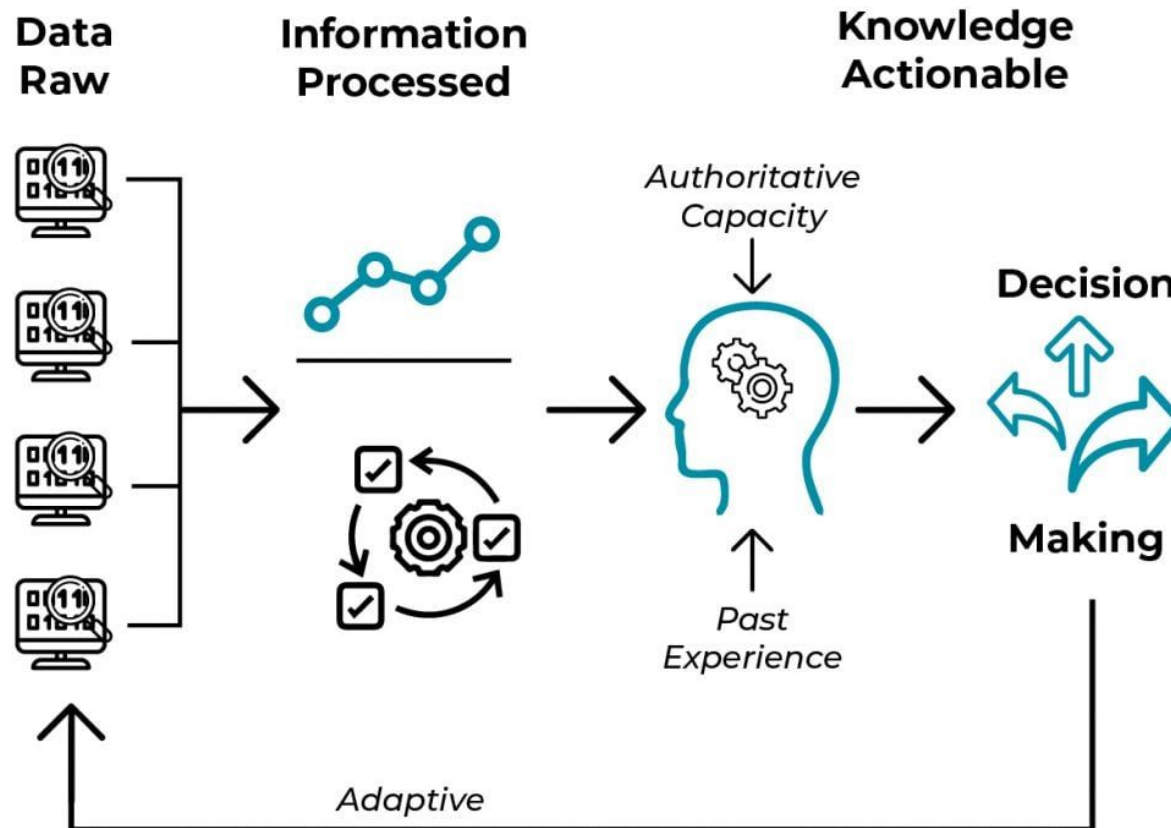 Data
Raw
Information
Processed
Knowledge
Actionable
Authoritative
Capacity
Decision
Making
Past
Experience
Adaptive